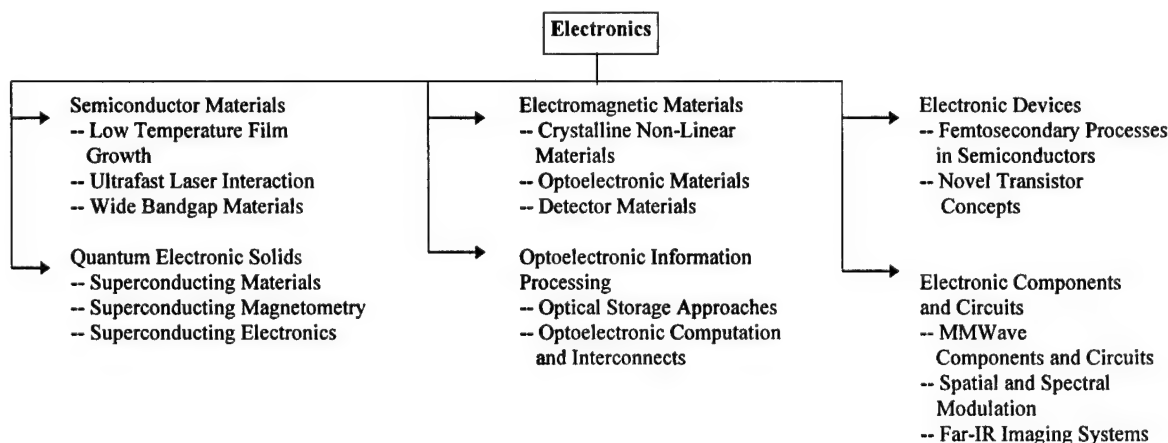 Electronics
Semiconductor Materials
-- Low Temperature Film
Growth
-- Ultrafast Laser Interaction
-- Wide Bandgap Materials
Quantum Electronic Solids
-- Superconducting Materials
-- Superconducting Magnetometry
-- Superconducting Electronics
Electromagnetic Materials
-- Crystalline Non-Linear
Materials
-- Optoelectronic Materials
-- Detector Materials
Optoelectronic Information
Processing
-- Optical Storage Approaches
-- Optoelectronic Computation
and Interconnects
Electronic Devices
-- Femtosecondary Processes
in Semiconductors
-- Novel Transistor
Concepts
Electronic Components
and Circuits
-- MMWave
Components and Circuits
-- Spatial and Spectral
Modulation
-- Far-IR Imaging Systems